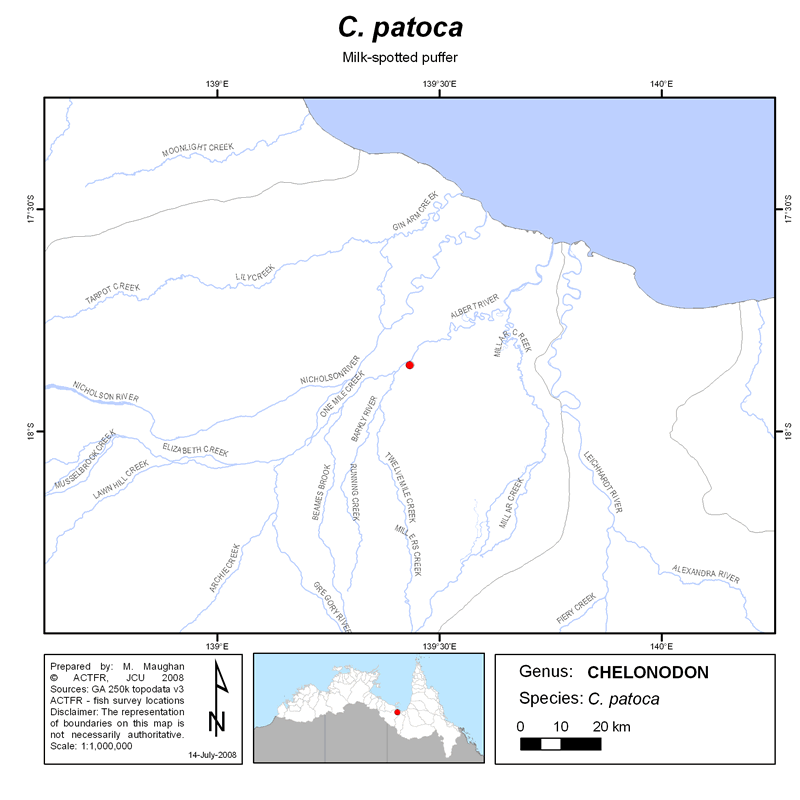 C. patoca
Milk-spotted puffer
139°E
139°30'E
140°E
MOONLIGHT CREEK
17°30'S
17°30'S
GIN ARM CREEK
LILY CREEK
TARPOT CREEK
ALBERT RIVER
MILLAR CREEK
NICHOLSON RIVER
NICHOLSON RIVER
ONE MILE CREEK
BARKLY RIVER
18°S
18°S
ELIZABETH CREEK
MUSSELBROOK CREEK
LAWN HILL CREEK
BEAMES BROOK
RUNNING CREEK
TWELVEMILE CREEK
LEICHHARDT RIVER
MILLAR CREEK
MILLERS CREEK
ARCHIE CREEK
GREGORY RIVER
ALEXANDRA RIVER
FIERY CREEK
139°E
139°30'E
140°E
Prepared by: M. Maughan
© ACTFR, JCU 2008
Sources: GA 250k topodata v3
ACTFR - fish survey locations
Disclaimer: The representation
of boundaries on this map is
not necessarily authoritative.
Scale: 1:1,000,000
N
14-July-2008
Genus: CHELONODON
Species: C. patoca
0 10 20 km